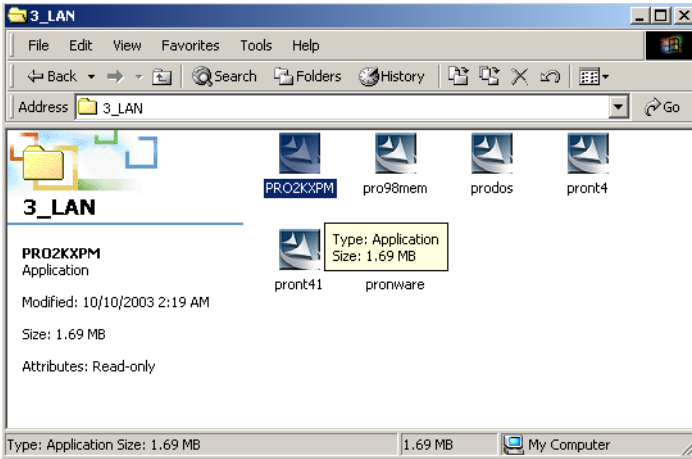 3_LAN
File Edit View Favorites Tools Help
Back Search Folders History
Address 3_LAN Go
3_LAN
PRO2KXPM
Application
Modified: 10/10/2003 2:19 AM
Size: 1.69 MB
Attributes: Read-only
PRO2KXPM pro98mem prodos pront4
Type: Application
Size: 1.69 MB
pront41 pronware
Type: Application Size: 1.69 MB 1.69 MB My Computer